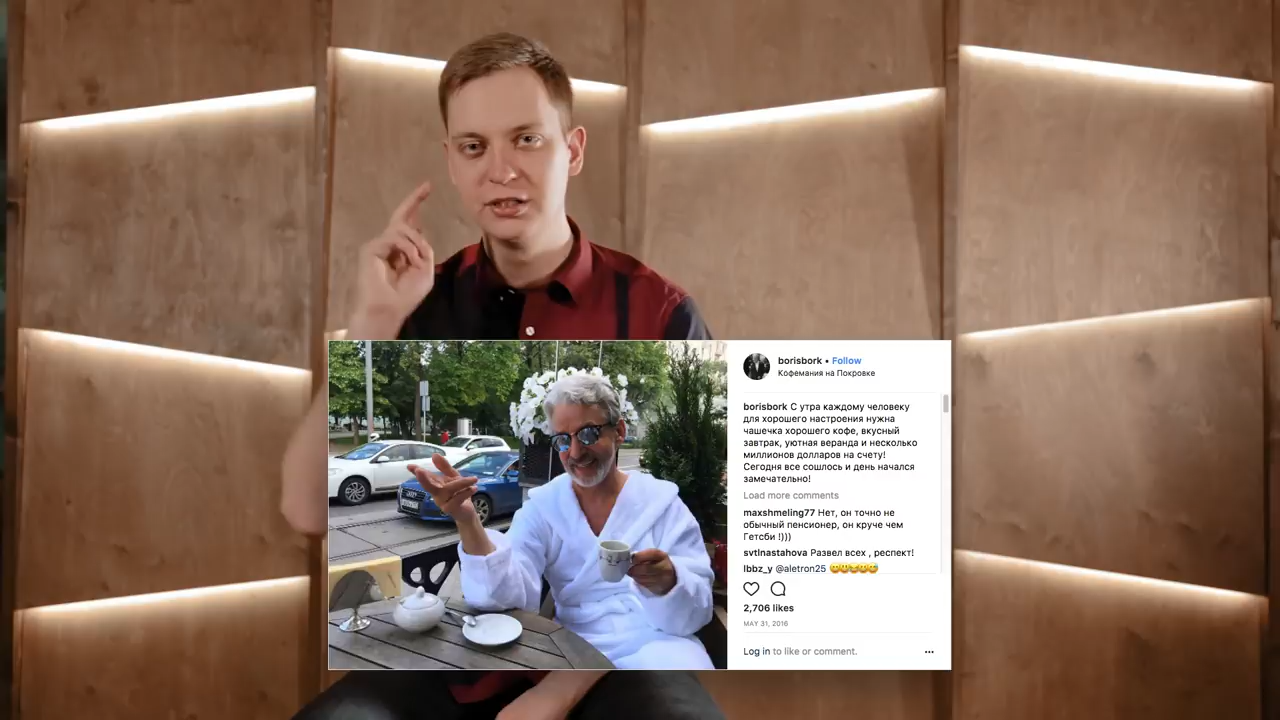 borisbork • Follow
Кофемания на Покровке
borisbork С утра каждому человеку
для хорошего настроения нужна
чашечка хорошего кофе, вкусный
завтрак, уютная веранда и несколько
миллионов долларов на счету!
Сегодня все сошлось и день начался
замечательно!
Load more comments
maxshmeling77 Нет, он точно не
обычный пенсионер, он круче чем
Гетсби !)))
svtlnastahova Развел всех , респект!
lbbz_y @aletron25 
2,706 likes
MAY 31, 2016
Log in to like or comment.